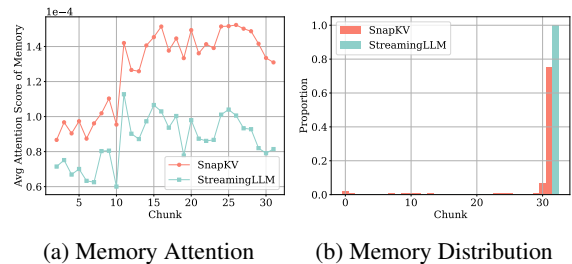 1e−4
1.4
1.2
1.0
0.8
0.6
Avg Attention Score of Memory
SnapKV
StreamingLLM
5 10 15 20 25 30
Chunk
(a) Memory Attention
1.0
0.8
0.6
0.4
0.2
0.0
Proportion
SnapKV
StreamingLLM
0 10 20 30
Chunk
(b) Memory Distribution